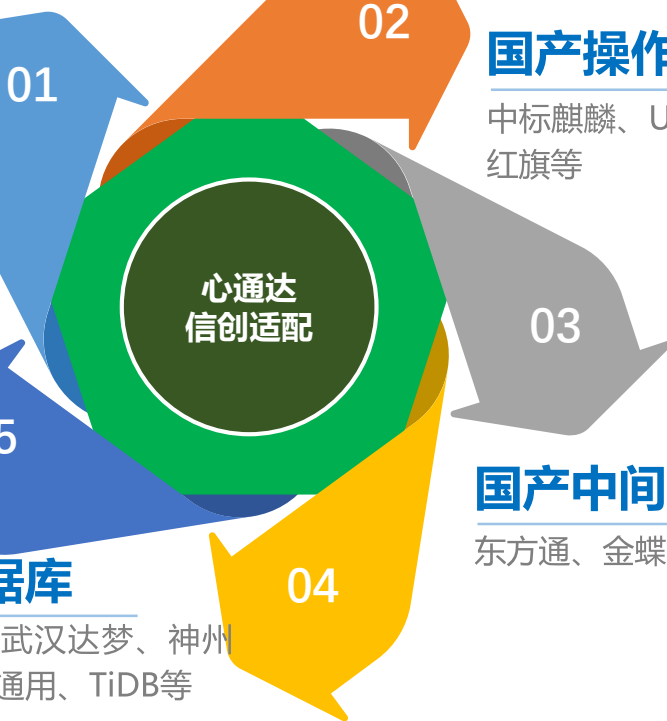 01
02
国产操作
中标麒麟、U
红旗等
心通达
信创适配
03
国产中间
东方通、金蝶
5
04
据库
武汉达梦、神州
通用、TiDB等